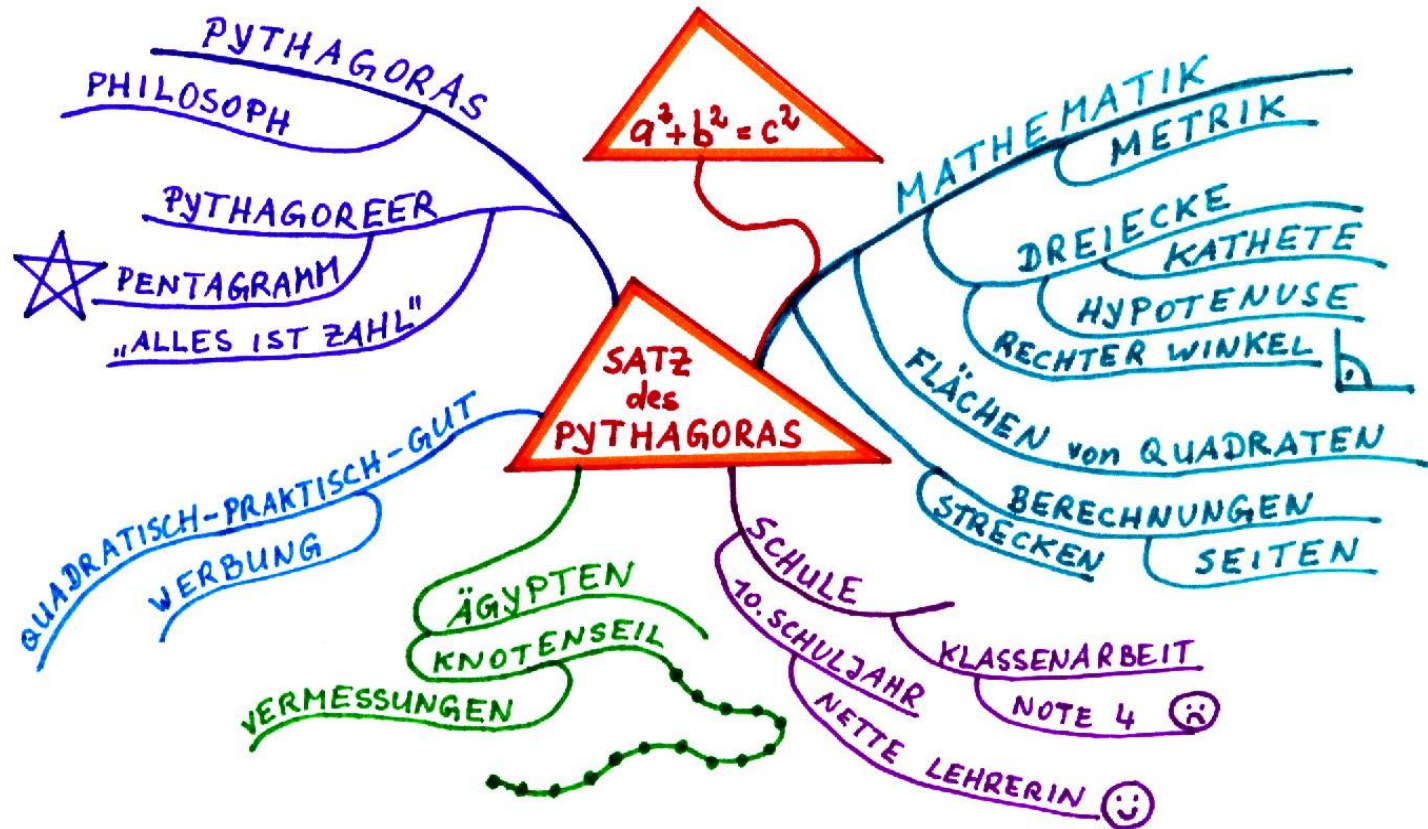 PYTHAGORAS
PHILOSOPH
PYTHAGOREER
PENTAGRAMM
„ALLES IST ZAHL“
a²+b²=c²
MATHEMATIK
METRIK
DREIECKE
KATHETE
HYPOTENUSE
RECHTER WINKEL
FLÄCHEN von QUADRATEN
BERECHNUNGEN
STRECKEN
SEITEN
SATZ
des
PYTHAGORAS
QUADRATISCH-PRAKTISCH-GUT
WERBUNG
ÄGYPTEN
KNOTENSEIL
VERMESSUNGEN
SCHULE
10. SCHULJAHR
NETTE LEHRERIN
KLASSENARBEIT
NOTE 4